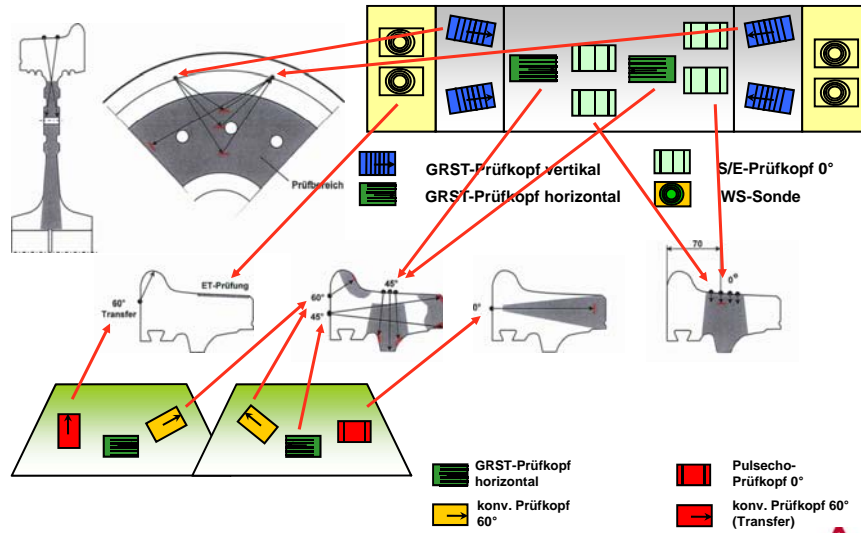 Prüfbereich
GRST-Prüfkopf vertikal
GRST-Prüfkopf horizontal
S/E-Prüfkopf 0°
WS-Sonde
60°
Transfer
ET-Prüfung
45°
60°
45°
0°
70
0°
GRST-Prüfkopf
horizontal
konv. Prüfkopf
60°
Pulsecho-
Prüfkopf 0°
konv. Prüfkopf 60°
(Transfer)